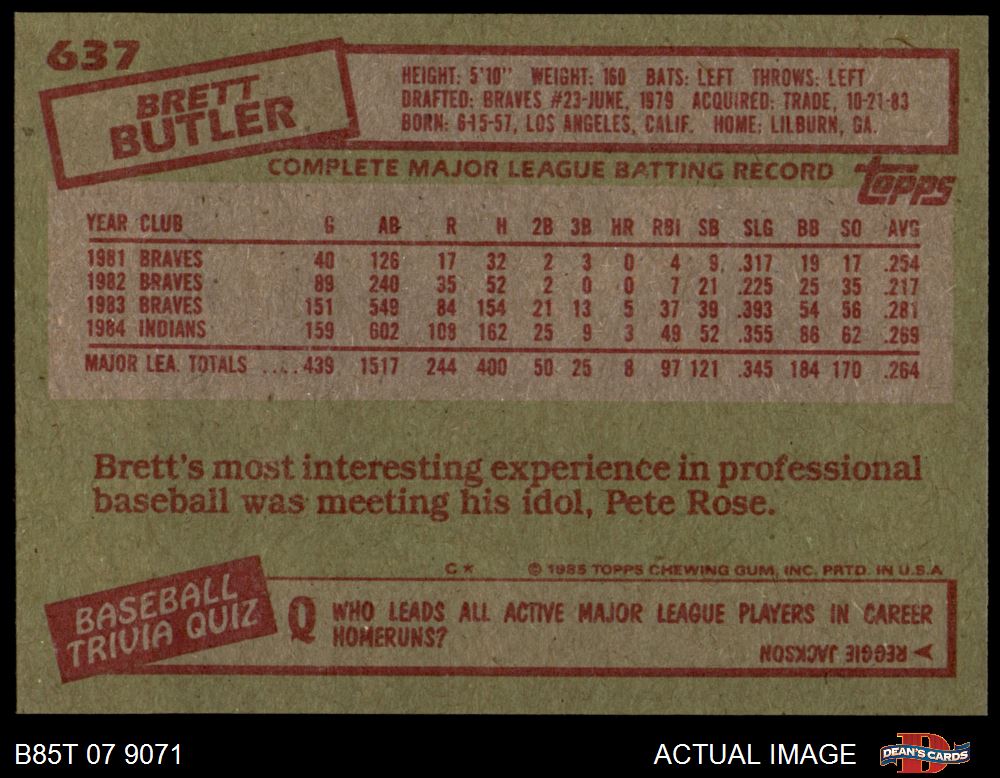 637
BRETT
BUTLER
HEIGHT: 5'10" WEIGHT: 160 BATS: LEFT THROWS: LEFT
DRAFTED: BRAVES #23-JUNE, 1979 ACQUIRED: TRADE, 10-21-83
BORN: 6-15-57, LOS ANGELES, CALIF. HOME: LILBURN, GA.
COMPLETE MAJOR LEAGUE BATTING RECORD
Topps
YEAR CLUB G AB R H 2B 3B HR RBI SB SLG BB SO AVG
1981 BRAVES 40 126 17 32 2 3 0 4 9 .317 19 17 .254
1982 BRAVES 89 240 35 52 2 0 0 7 21 .225 25 35 .217
1983 BRAVES 151 549 84 154 21 13 5 37 39 .393 54 56 .281
1984 INDIANS 159 602 108 162 25 9 3 49 52 .355 86 62 .269
MAJOR LEA. TOTALS .... 439 1517 244 400 50 25 8 97 121 .345 184 170 .264
Brett's most interesting experience in professional
baseball was meeting his idol, Pete Rose.
C* © 1985 TOPPS CHEWING GUM, INC. PRTD. IN U.S.A
BASEBALL
TRIVIA QUIZ
Q WHO LEADS ALL ACTIVE MAJOR LEAGUE PLAYERS IN CAREER
HOMERUNS?
REGGIE JACKSON
B85T 07 9071
ACTUAL IMAGE
DEAN'S CARDS